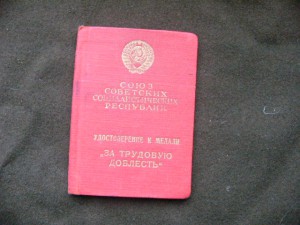 СОЮЗ
СОВЕТСКИХ
СОЦИАЛИСТИЧЕСКИХ
РЕСПУБЛИК
УДОСТОВЕРЕНИЕ К МЕДАЛИ
„ЗА ТРУДОВУЮ
ДОБЛЕСТЬ“